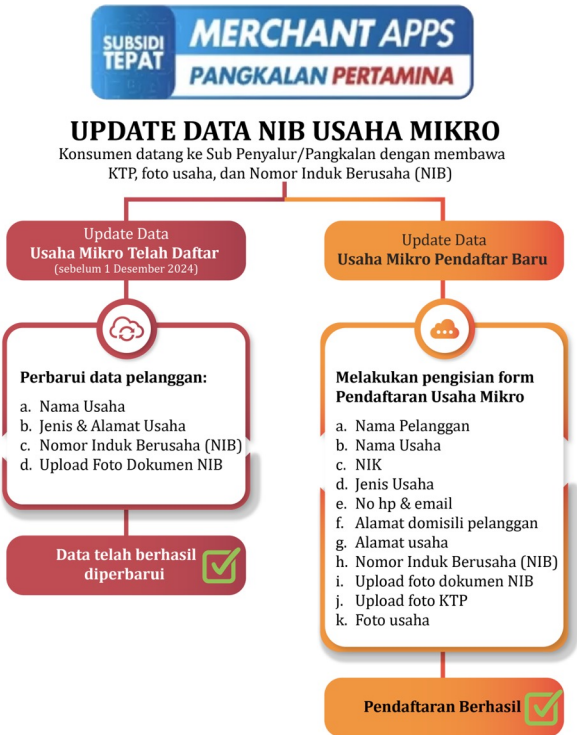 SUBSIDI TEPAT
MERCHANT APPS
PANGKALAN PERTAMINA
UPDATE DATA NIB USAHA MIKRO
Konsumen datang ke Sub Penyalur/Pangkalan dengan membawa
KTP, foto usaha, dan Nomor Induk Berusaha (NIB)
Update Data
Usaha Mikro Telah Daftar
(sebelum 1 Desember 2024)
Perbarui data pelanggan:
a. Nama Usaha
b. Jenis & Alamat Usaha
c. Nomor Induk Berusaha (NIB)
d. Upload Foto Dokumen NIB
Data telah berhasil
diperbarui
Update Data
Usaha Mikro Pendaftar Baru
Melakukan pengisian form
Pendaftaran Usaha Mikro
a. Nama Pelanggan
b. Nama Usaha
c. NIK
d. Jenis Usaha
e. No hp & email
f. Alamat domisili pelanggan
g. Alamat usaha
h. Nomor Induk Berusaha (NIB)
i. Upload foto dokumen NIB
j. Upload foto KTP
k. Foto usaha
Pendaftaran Berhasil